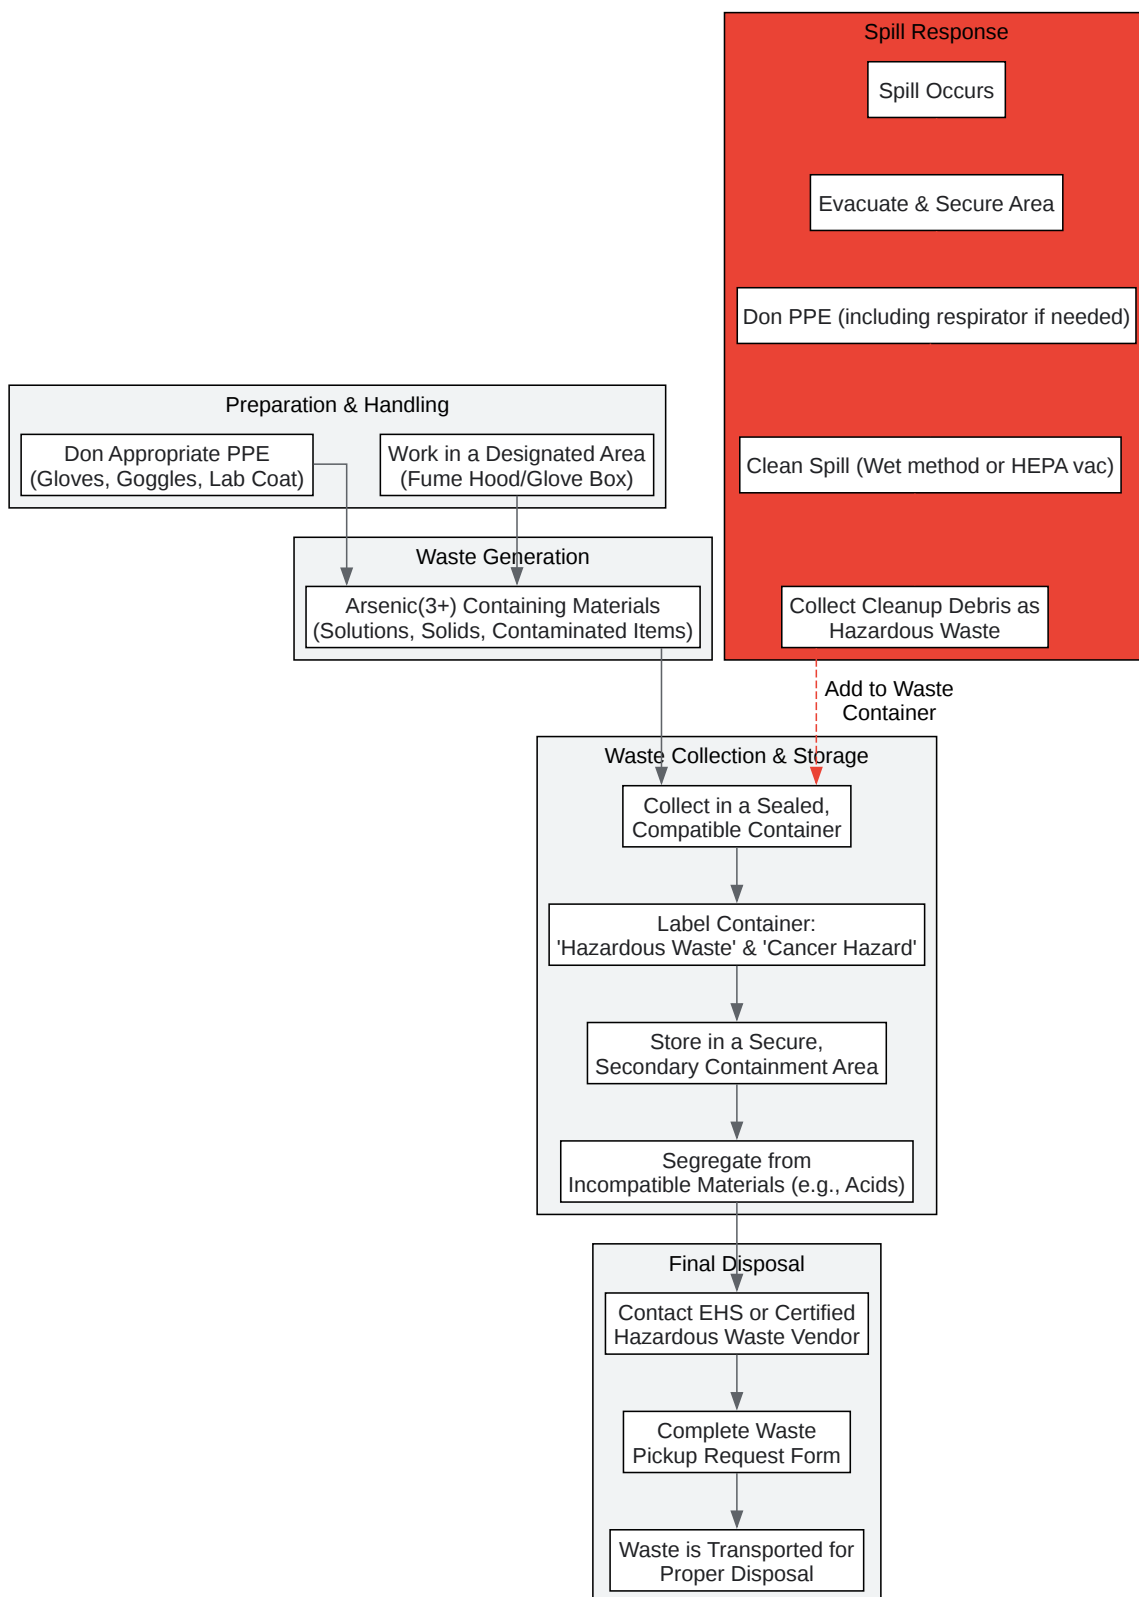 Spill Response
Spill Occurs
Evacuate & Secure Area
Don PPE (including respirator if needed)
Clean Spill (Wet method or HEPA vac)
Collect Cleanup Debris as
Hazardous Waste
Add to Waste
Container
Preparation & Handling
Don Appropriate PPE
(Gloves, Goggles, Lab Coat)
Work in a Designated Area
(Fume Hood/Glove Box)
Waste Generation
Arsenic(3+) Containing Materials
(Solutions, Solids, Contaminated Items)
Waste Collection & Storage
Collect in a Sealed,
Compatible Container
Label Container:
'Hazardous Waste' & 'Cancer Hazard'
Store in a Secure,
Secondary Containment Area
Segregate from
Incompatible Materials (e.g., Acids)
Final Disposal
Contact EHS or Certified
Hazardous Waste Vendor
Complete Waste
Pickup Request Form
Waste is Transported for
Proper Disposal